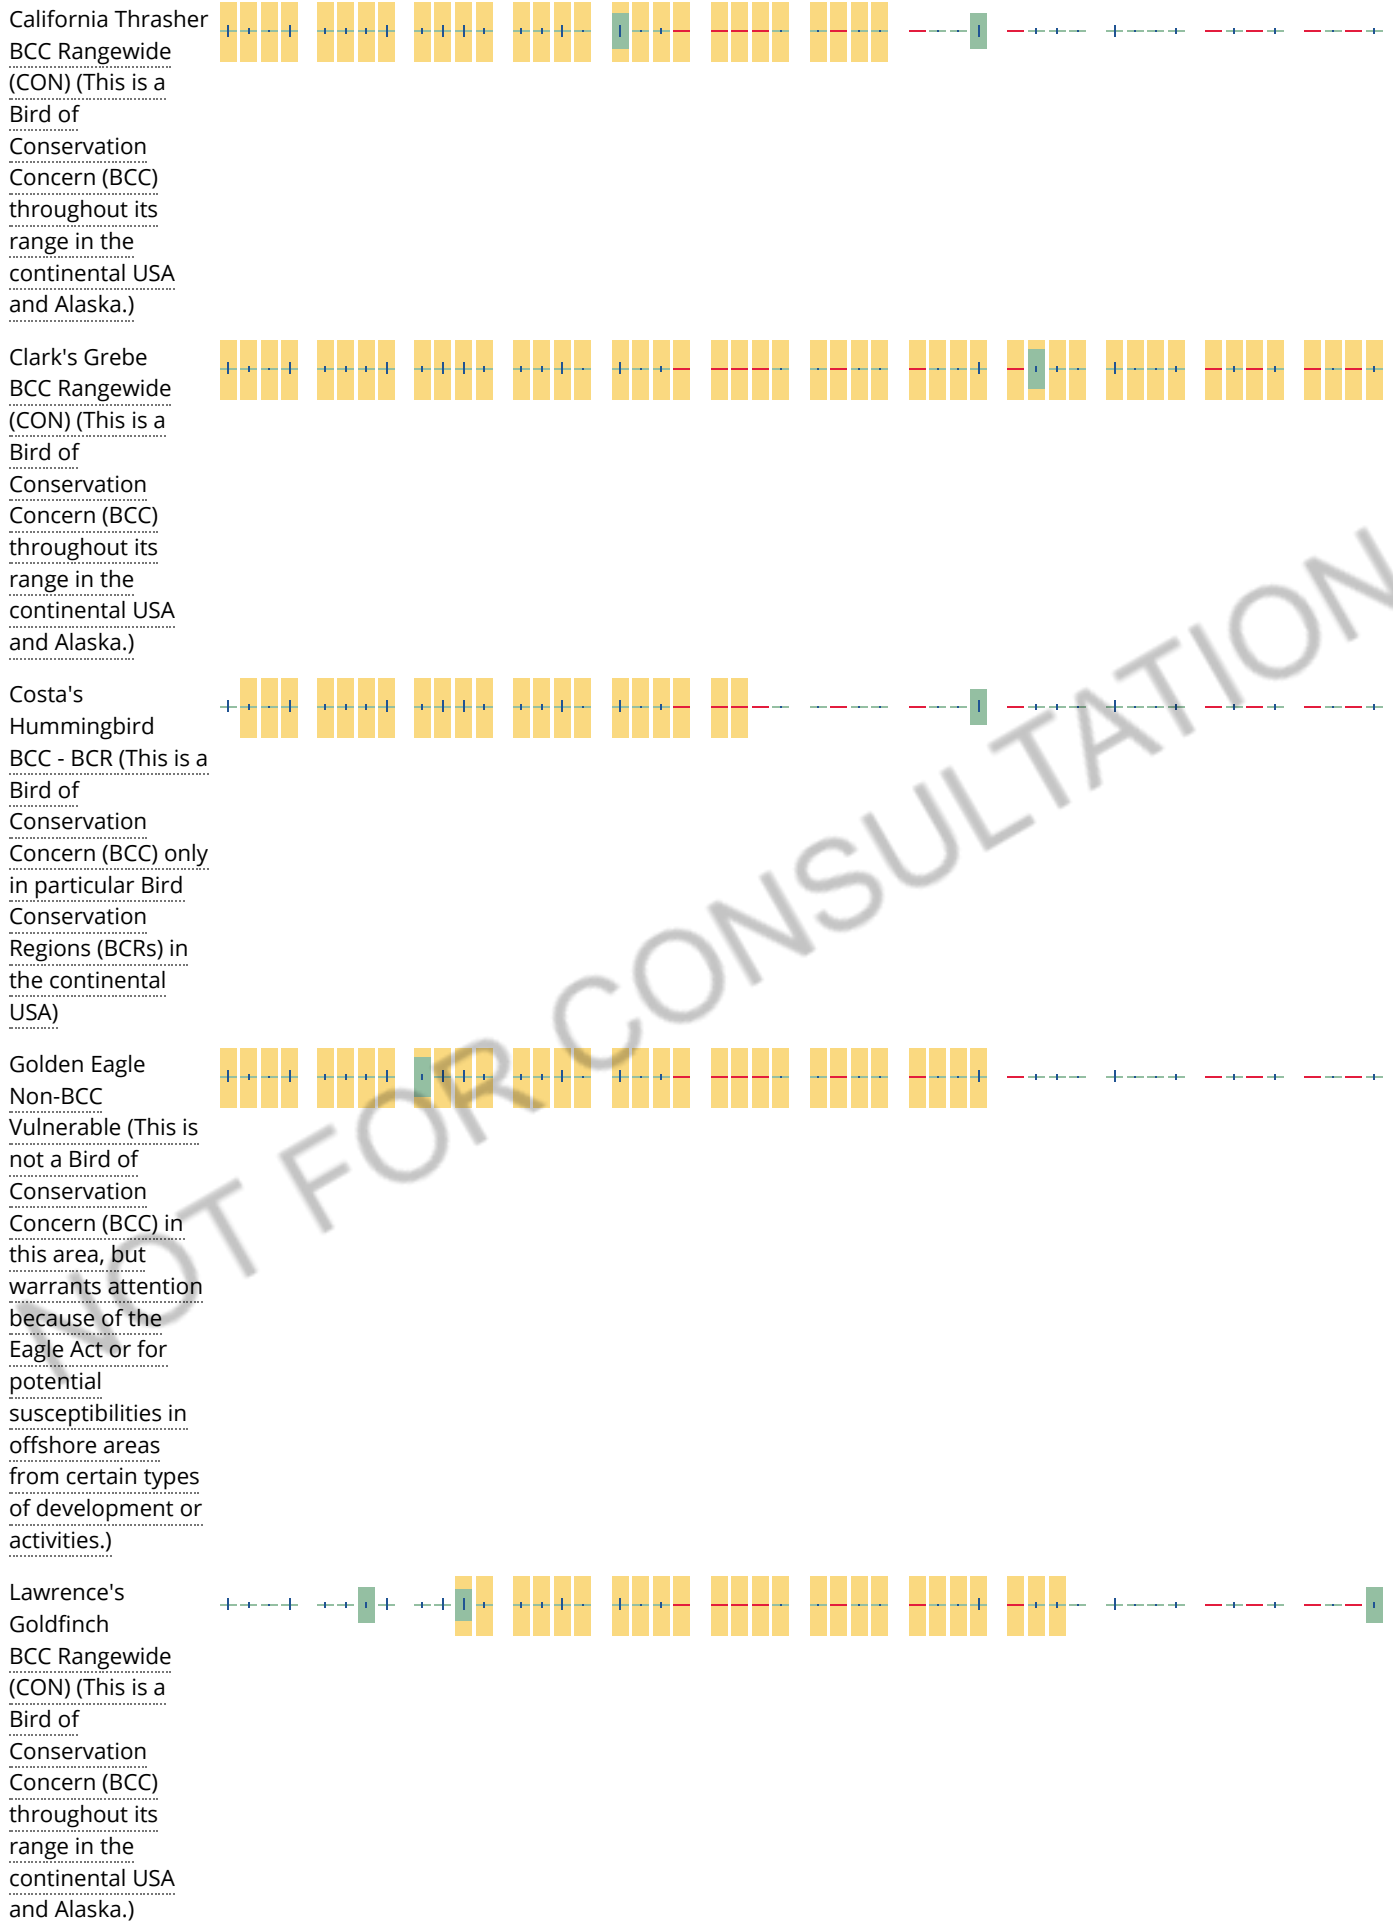 California Thrasher
BCC Rangewide
(CON) (This is a
Bird of
Conservation
Concern (BCC)
throughout its
range in the
continental USA
and Alaska.)
Clark's Grebe
BCC Rangewide
(CON) (This is a
Bird of
Conservation
Concern (BCC)
throughout its
range in the
continental USA
and Alaska.)
Costa's
Hummingbird
BCC - BCR (This is a
Bird of
Conservation
Concern (BCC) only
in particular Bird
Conservation
Regions (BCRs) in
the continental
USA)
Golden Eagle
Non-BCC
Vulnerable (This is
not a Bird of
Conservation
Concern (BCC) in
this area, but
warrants attention
because of the
Eagle Act or for
potential
susceptibilities in
offshore areas
from certain types
of development or
activities.)
Lawrence's
Goldfinch
BCC Rangewide
(CON) (This is a
Bird of
Conservation
Concern (BCC)
throughout its
range in the
continental USA
and Alaska.)
NOT FOR CONSULTATION